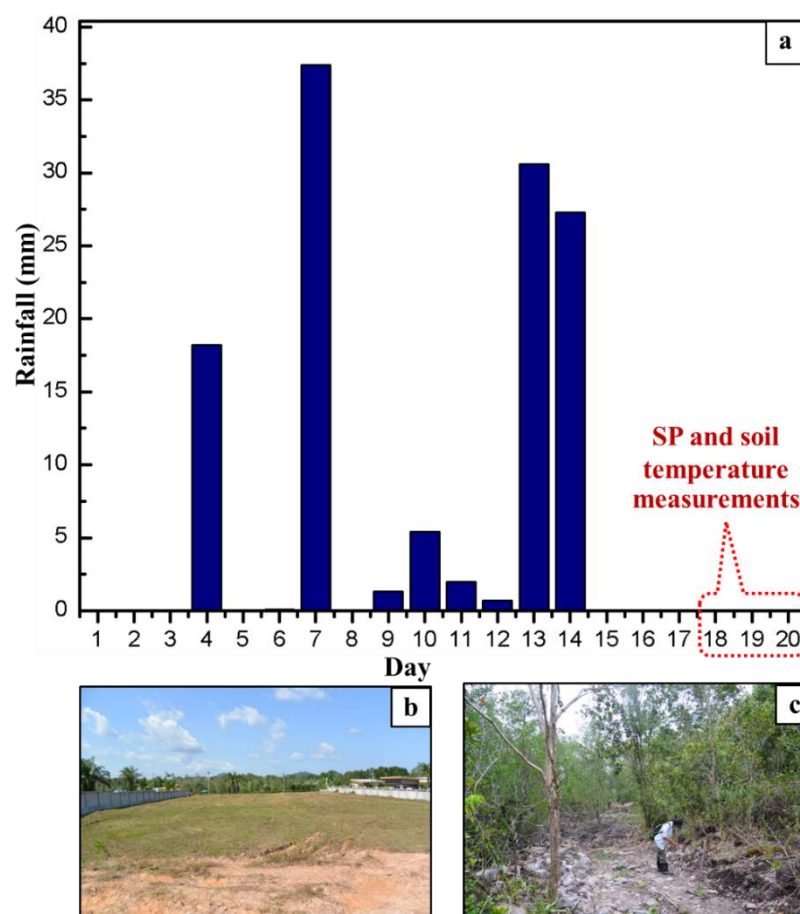 a
40
35
30
25
20
15
10
5
0
Rainfall (mm)
SP and soil
temperature
measurements
1 2 3 4 5 6 7 8 9 10 11 12 13 14 15 16 17 18 19 20
Day
b
c